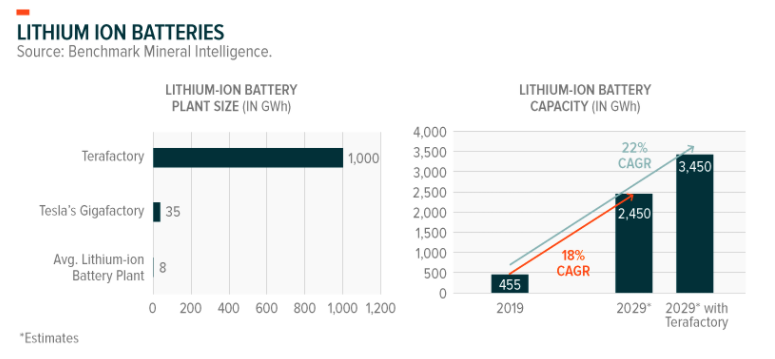 LITHIUM ION BATTERIES
Source: Benchmark Mineral Intelligence.
LITHIUM-ION BATTERY
PLANT SIZE (IN GWh)
Terafactory
1,000
Tesla's Gigafactory
35
Avg. Lithium-ion
Battery Plant
8
0 200 400 600 800 1,000 1,200
LITHIUM-ION BATTERY
CAPACITY (IN GWh)
4,000
3,500
3,000
2,500
2,000
1,500
1,000
500
0
22%
CAGR
18%
CAGR
455
2,450
3,450
2019
2029*
2029* with
Terafactory
*Estimates